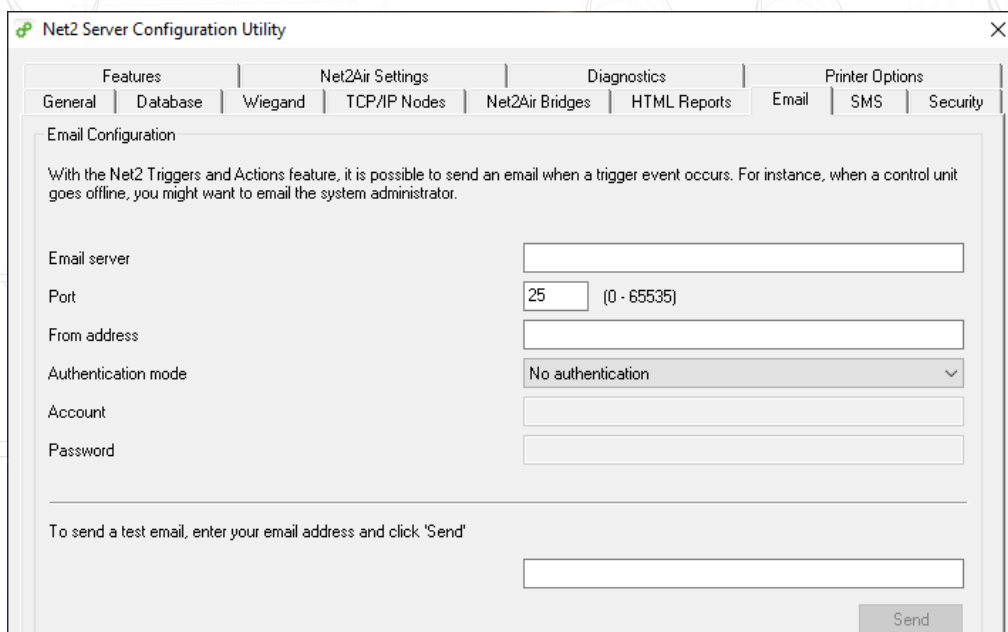 Net2 Server Configuration Utility
Features
Net2Air Settings
Diagnostics
Printer Options
General
Database
Wiegand
TCP/IP Nodes
Net2Air Bridges
HTML Reports
Email
SMS
Security
Email Configuration
With the Net2 Triggers and Actions feature, it is possible to send an email when a trigger event occurs. For instance, when a control unit
goes offline, you might want to email the system administrator.
Email server
Port 25 (0 - 65535)
From address
Authentication mode No authentication
Account
Password
To send a test email, enter your email address and click 'Send'
Send